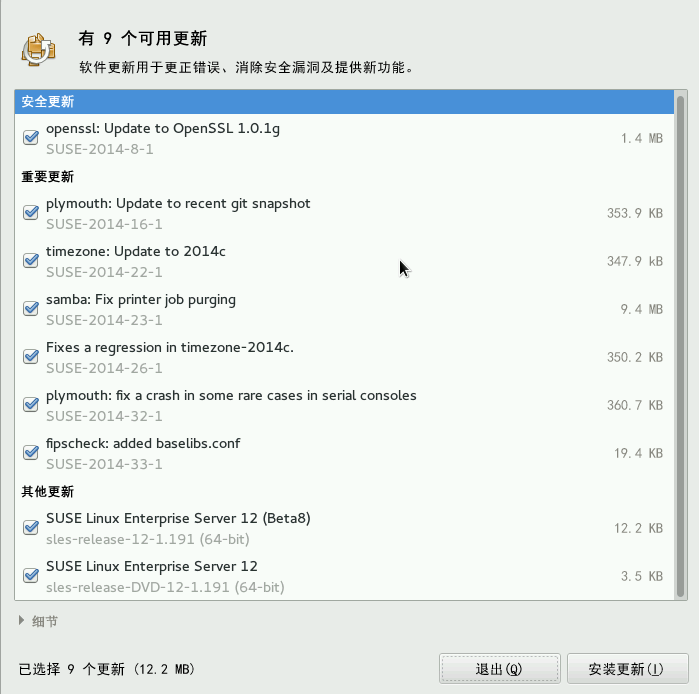 有 9 个可用更新
软件更新用于更正错误、消除安全漏洞及提供新功能。
安全更新
openssl: Update to OpenSSL 1.0.1g
SUSE-2014-8-1
1.4 MB
重要更新
plymouth: Update to recent git snapshot
SUSE-2014-16-1
353.9 KB
timezone: Update to 2014c
SUSE-2014-22-1
347.9 kB
samba: Fix printer job purging
SUSE-2014-23-1
9.4 MB
Fixes a regression in timezone-2014c.
SUSE-2014-26-1
350.2 KB
plymouth: fix a crash in some rare cases in serial consoles
SUSE-2014-32-1
360.7 KB
fipscheck: added baselibs.conf
SUSE-2014-33-1
19.4 KB
其他更新
SUSE Linux Enterprise Server 12 (Beta8)
sles-release-12-1.191 (64-bit)
12.2 KB
SUSE Linux Enterprise Server 12
sles-release-DVD-12-1.191 (64-bit)
3.5 KB
细节
已选择 9 个更新 (12.2 MB)
退出(Q)
安装更新(I)